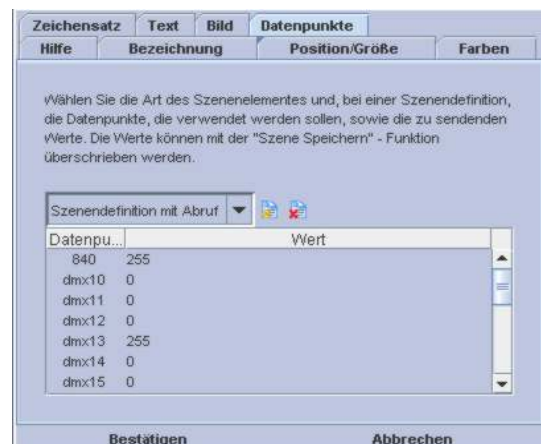 Zeichensatz Text Bild Datenpunkte
Hilfe Bezeichnung Position/Größe Farben
Wählen Sie die Art des Szenenelementes und, bei einer Szenendefinition,
die Datenpunkte, die verwendet werden sollen, sowie die zu sendenden
Werte. Die Werte können mit der "Szene Speichern" - Funktion
überschrieben werden.
Szenendefinition mit Abruf
Datenpu... Wert
840 255
dmx10 0
dmx11 0
dmx12 0
dmx13 255
dmx14 0
dmx15 0
Bestätigen Abbrechen